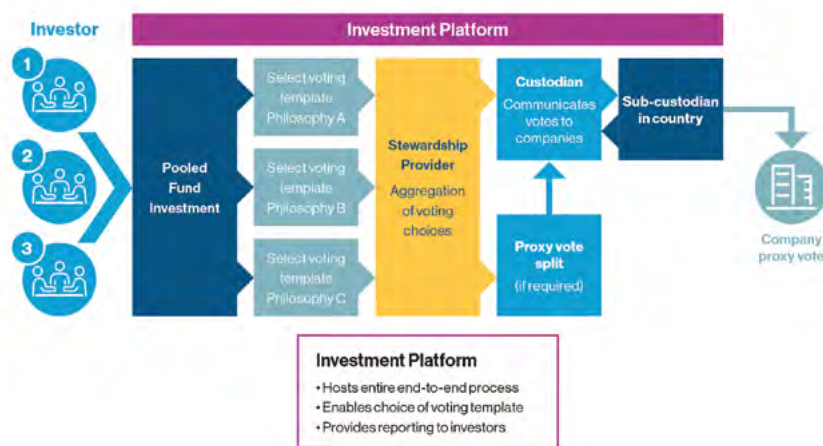 Investor
Investment Platform
1
2
3
Pooled
Fund
Investment
Select voting
template
Philosophy A
Select voting
template
Philosophy B
Select voting
template
Philosophy C
Stewardship
Provider
Aggregation
of voting
choices
Custodian
Communicates
votes to
companies
Proxy vote
split
(if required)
Sub-custodian
in country
Company
proxy vote
Investment Platform
• Hosts entire end-to-end process
• Enables choice of voting template
• Provides reporting to investors